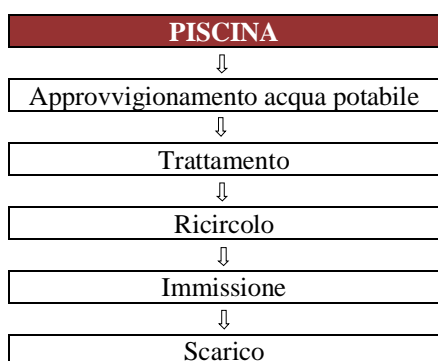 PISCINA
Approvvigionamento acqua potabile
Trattamento
Ricircolo
Immissione
Scarico